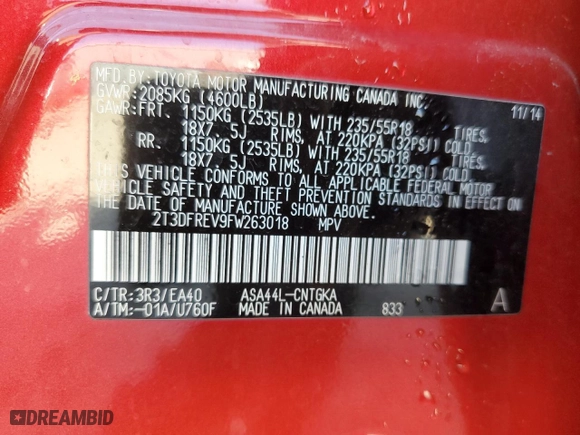 MFD.BY:TOYOTA MOTOR MANUFACTURING CANADA INC.
GVWR:2085KG (4600LB) 11/14
GAWR:FRT. 1150KG (2535LB) WITH 235/55R18 TIRES,
18X7.5J RIMS, AT 220KPA (32PSI) COLD.
RR. 1150KG (2535LB) WITH 235/55R18 TIRES,
18X7.5J RIMS, AT 220KPA (32PSI) COLD.
THIS VEHICLE CONFORMS TO ALL APPLICABLE FEDERAL MOTOR
VEHICLE SAFETY AND THEFT PREVENTION STANDARDS IN EFFECT ON
THE DATE OF MANUFACTURE SHOWN ABOVE.
2T3DFREV9FW263018 MPV
C/TR:3R3/EA40 ASA44L-CNTGKA A
A/TM:-01A/U760F MADE IN CANADA 833
DREAMBID